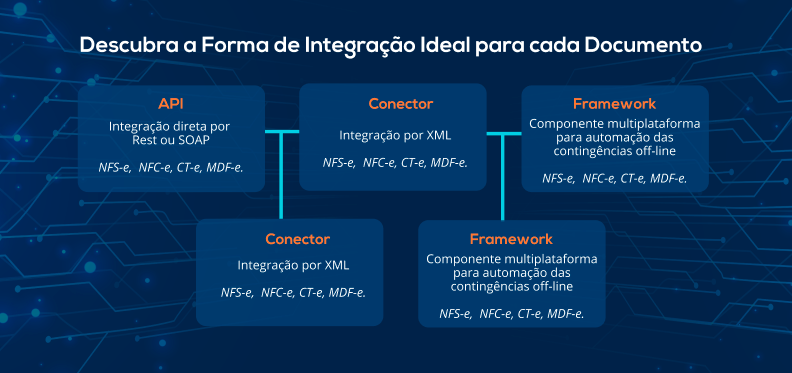 Descubra a Forma de Integração Ideal para cada Documento
API
Integração direta por
Rest ou SOAP
NFS-e, NFC-e, CT-e, MDF-e.
Conector
Integração por XML
NFS-e, NFC-e, CT-e, MDF-e.
Framework
Componente multiplataforma
para automação das
contingências off-line
NFS-e, NFC-e, CT-e, MDF-e.
Conector
Integração por XML
NFS-e, NFC-e, CT-e, MDF-e.
Framework
Componente multiplataforma
para automação das
contingências off-line
NFS-e, NFC-e, CT-e, MDF-e.